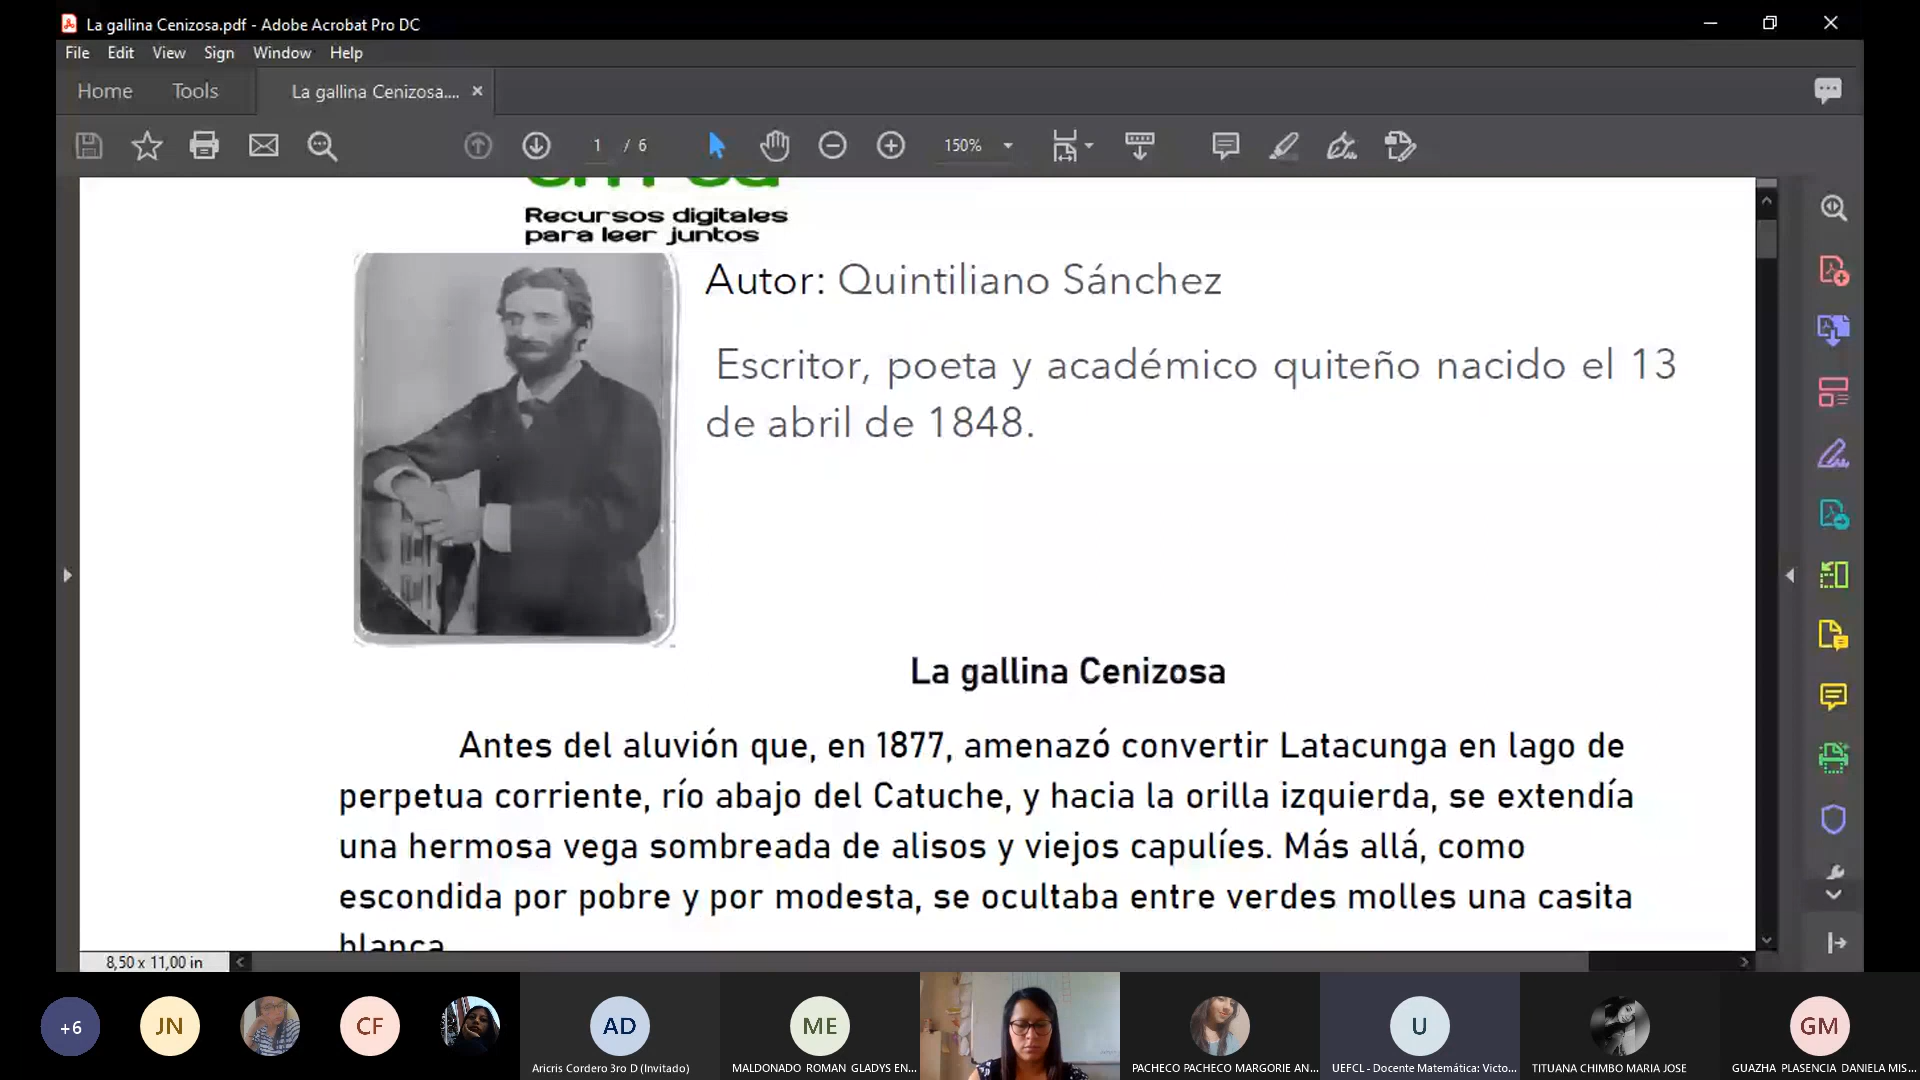 La gallina Cenizosa.pdf - Adobe Acrobat Pro DC
File Edit View Sign Window Help
Home Tools La gallina Cenizosa....
1 / 6 150%
Recursos digitales
para leer juntos
Autor: Quintiliano Sánchez
Escritor, poeta y académico quiteño nacido el 13
de abril de 1848.
La gallina Cenizosa
Antes del aluvión que, en 1877, amenazó convertir Latacunga en lago de
perpetua corriente, río abajo del Catuche, y hacia la orilla izquierda, se extendía
una hermosa vega sombreada de alisos y viejos capulíes. Más allá, como
escondida por pobre y por modesta, se ocultaba entre verdes molles una casita
blanca
8,50 x 11,00 in
+6 JN CF AD ME U GM
Aricris Cordero 3ro D (Invitado) MALDONADO ROMAN GLADYS EN... PACHECO PACHECO MARGORIE AN... UEFCL - Docente Matemática: Victo... TITUANA CHIMBO MARIA JOSE GUAZHA PLASENCIA DANIELA MIS...